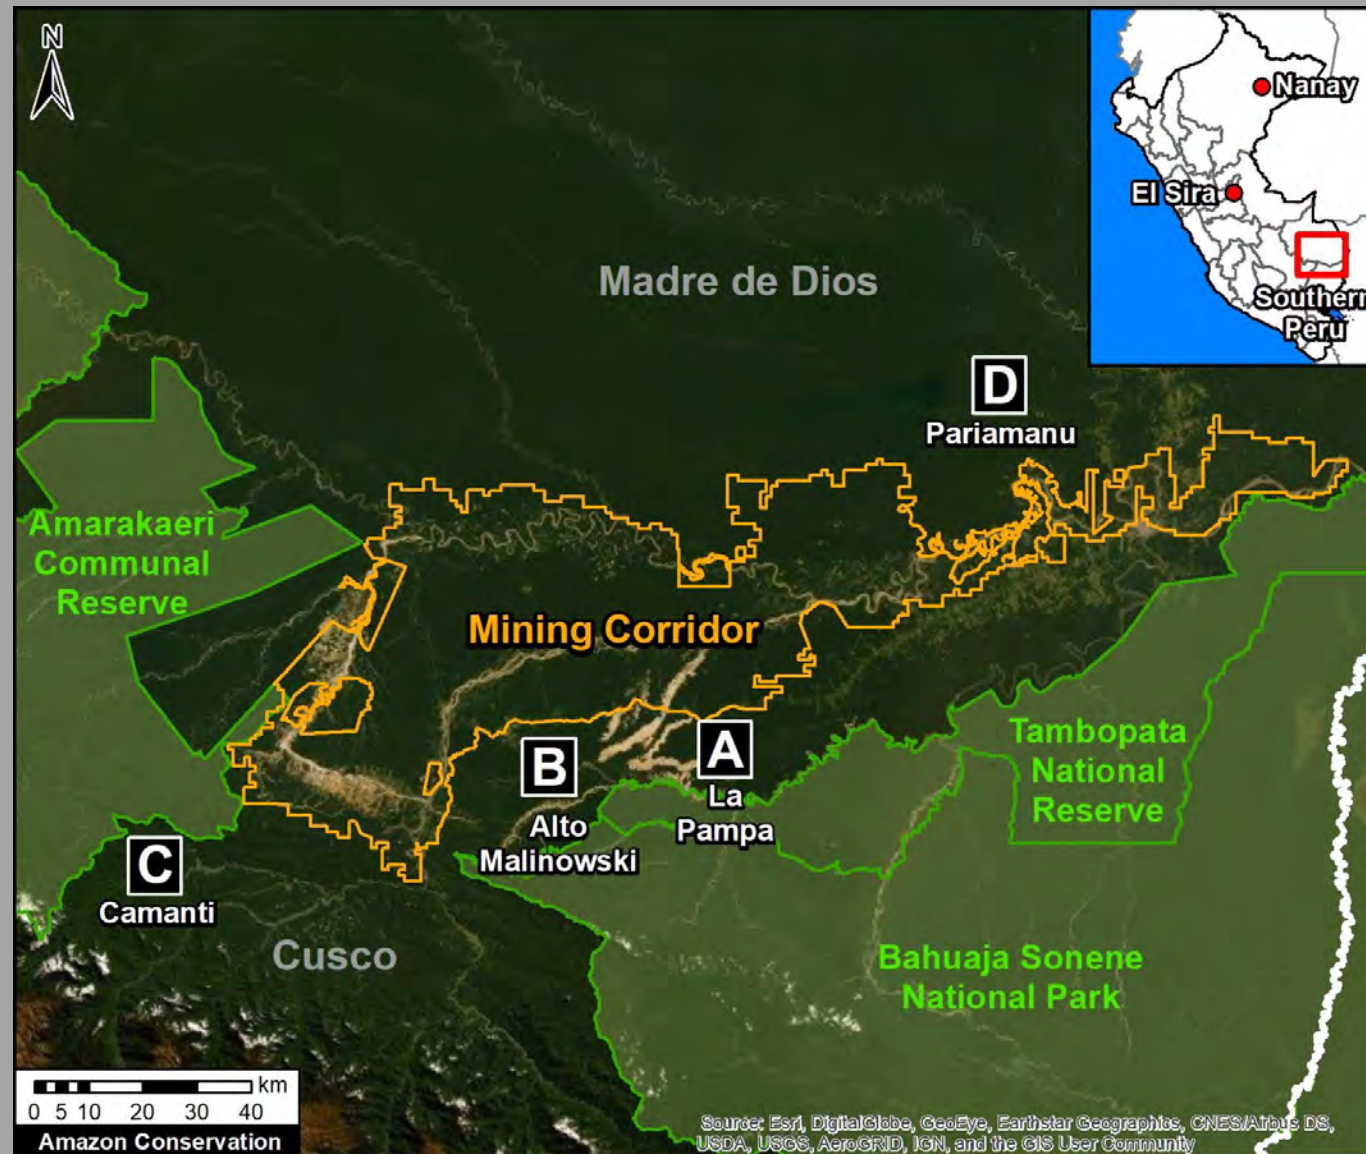 N
Nanay
El Sira
Southern
Peru
Madre de Dios
D
Pariamanu
Amarakaeri
Communal
Reserve
Mining Corridor
A
La
Pampa
B
Alto
Malinowski
Tambopata
National
Reserve
C
Camanti
Cusco
Bahuaja Sonene
National Park
km
0 5 10 20 30 40
Amazon Conservation
Source: Esri, DigitalGlobe, GeoEye, Earthstar Geographics, CNES/Airbus DS,
USDA, USGS, AeroGRID, IGN, and the GIS User Community